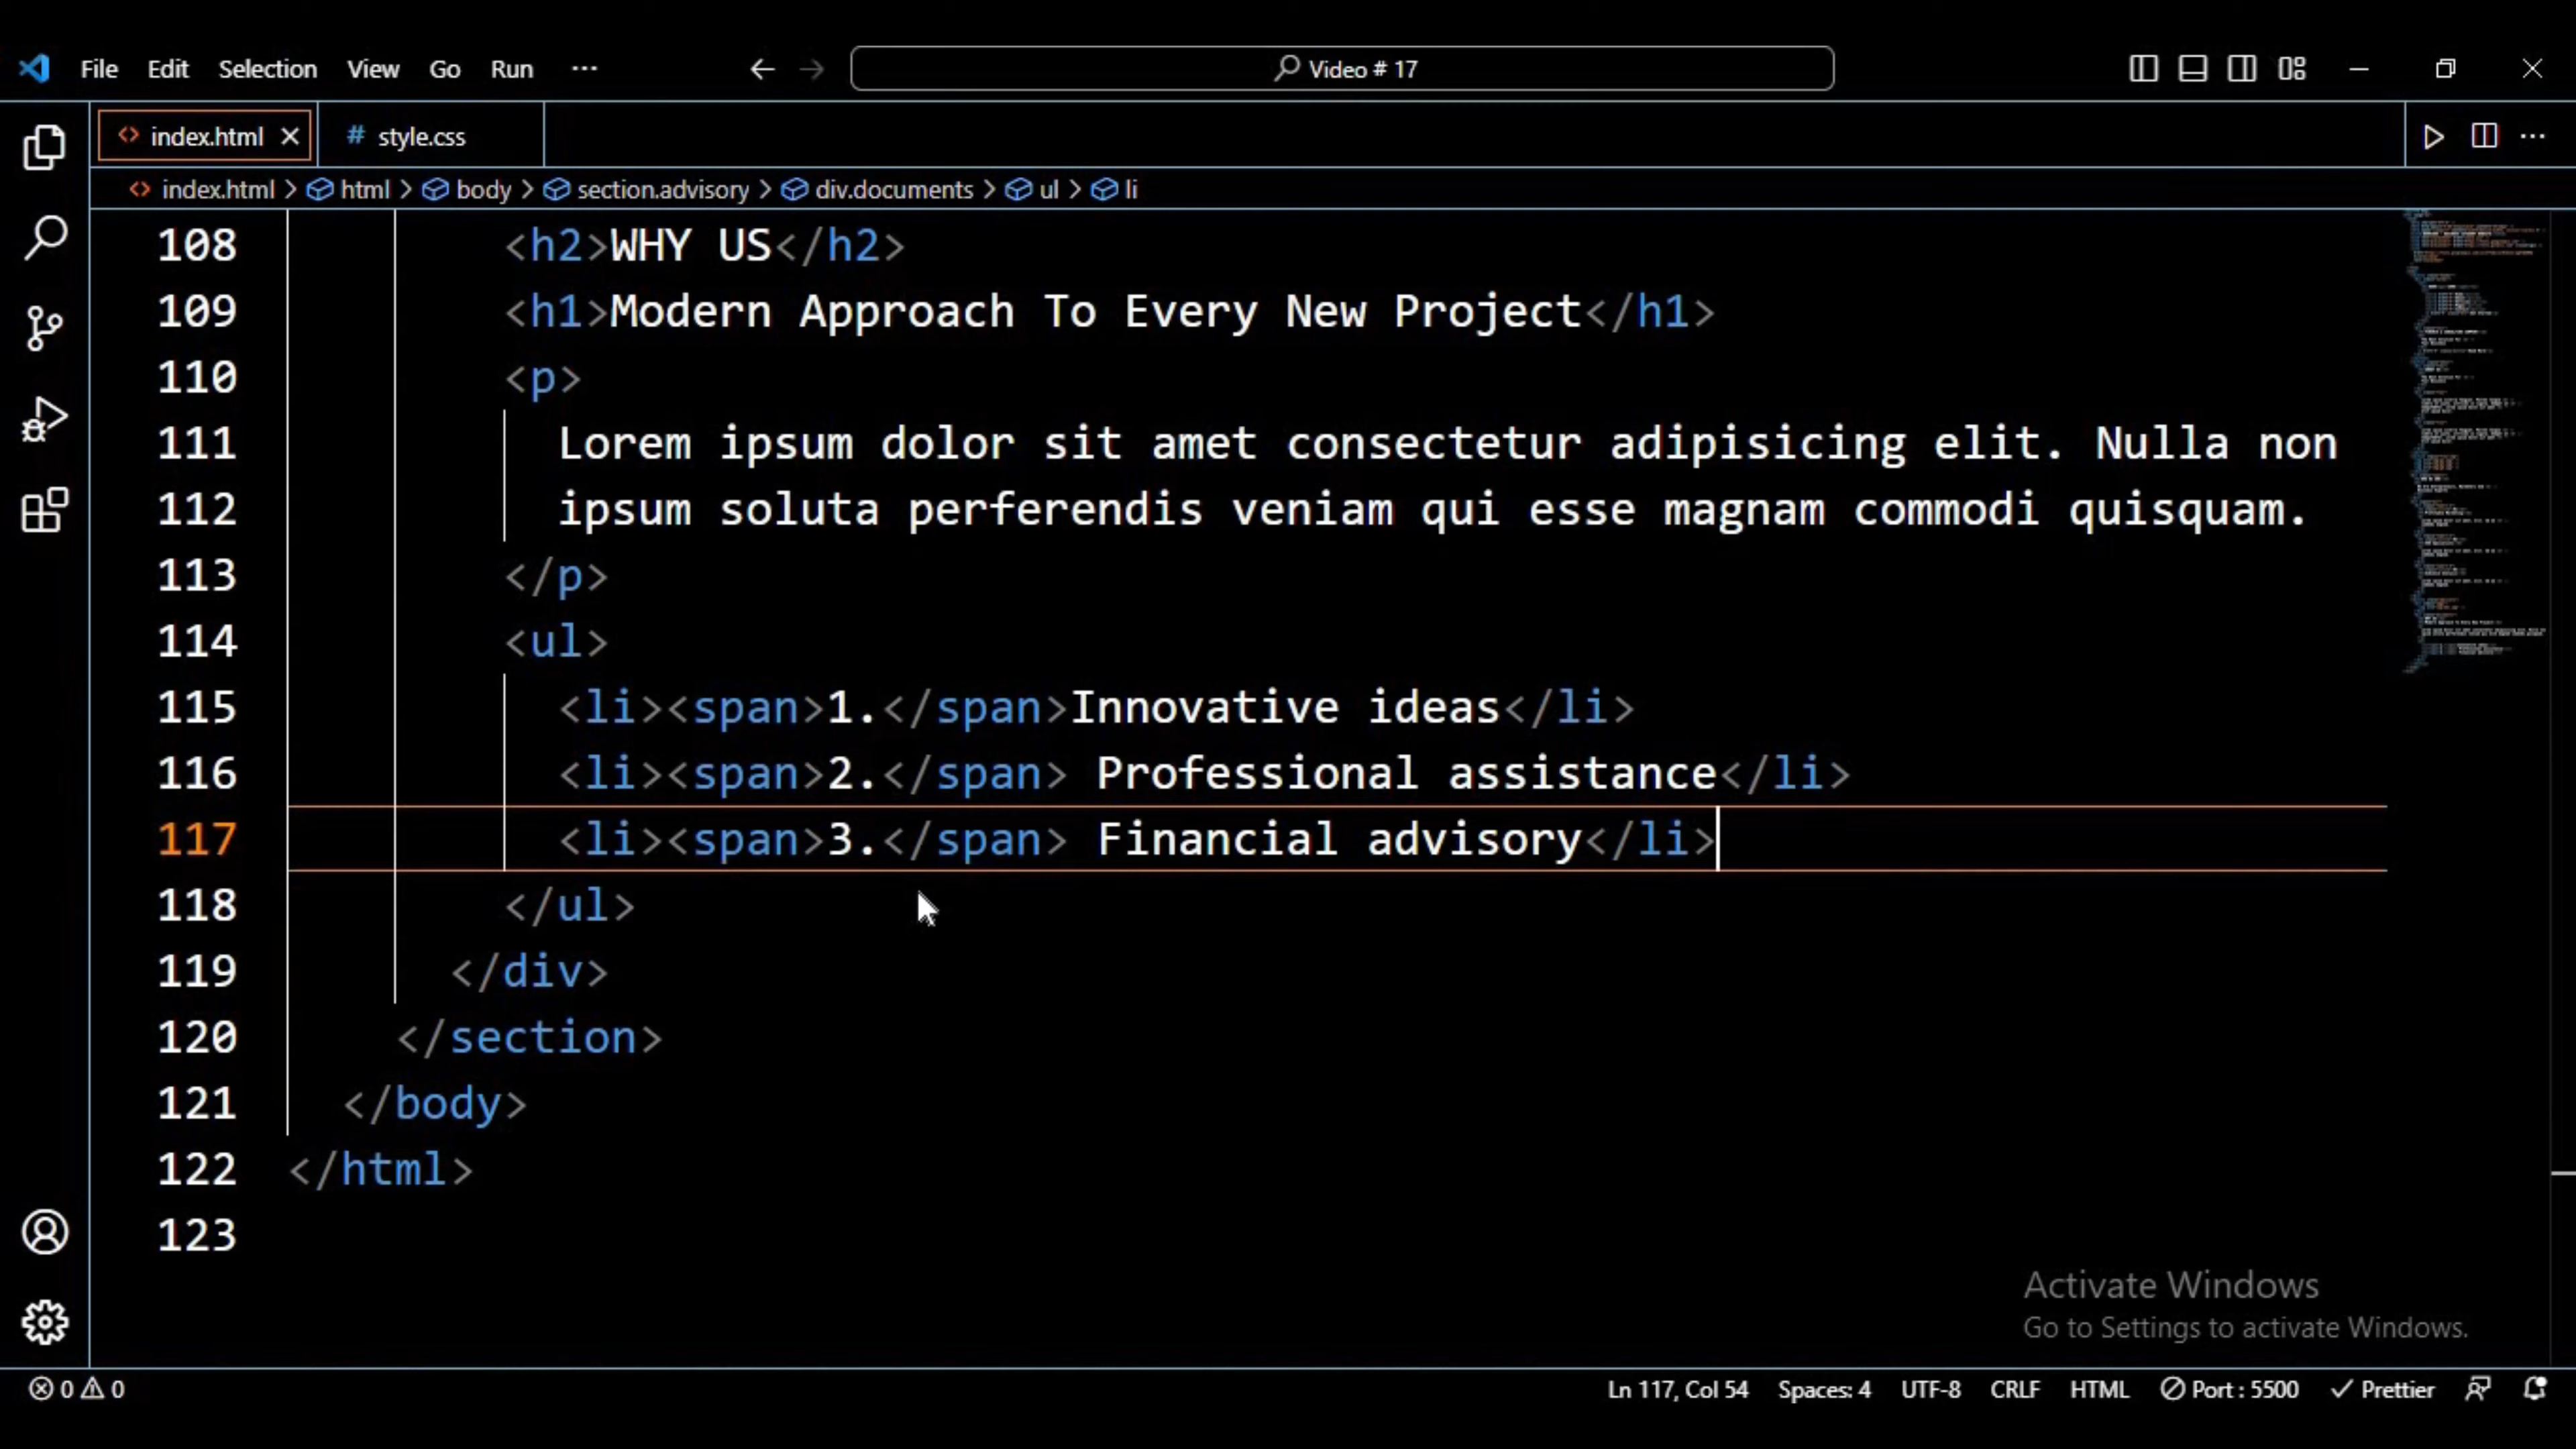 File Edit Selection View Go Run ··· Video # 17
index.html style.css
index.html > html > body > section.advisory > div.documents > ul > li
108 <h2>WHY US</h2>
109 <h1>Modern Approach To Every New Project</h1>
110 <p>
111 Lorem ipsum dolor sit amet consectetur adipisicing elit. Nulla non
112 ipsum soluta perferendis veniam qui esse magnam commodi quisquam.
113 </p>
114 <ul>
115 <li><span>1.</span>Innovative ideas</li>
116 <li><span>2.</span> Professional assistance</li>
117 <li><span>3.</span> Financial advisory</li>
118 </ul>
119 </div>
120 </section>
121 </body>
122 </html>
123
Activate Windows
Go to Settings to activate Windows.
0 0 Ln 117, Col 54 Spaces: 4 UTF-8 CRLF HTML Port : 5500 Prettier